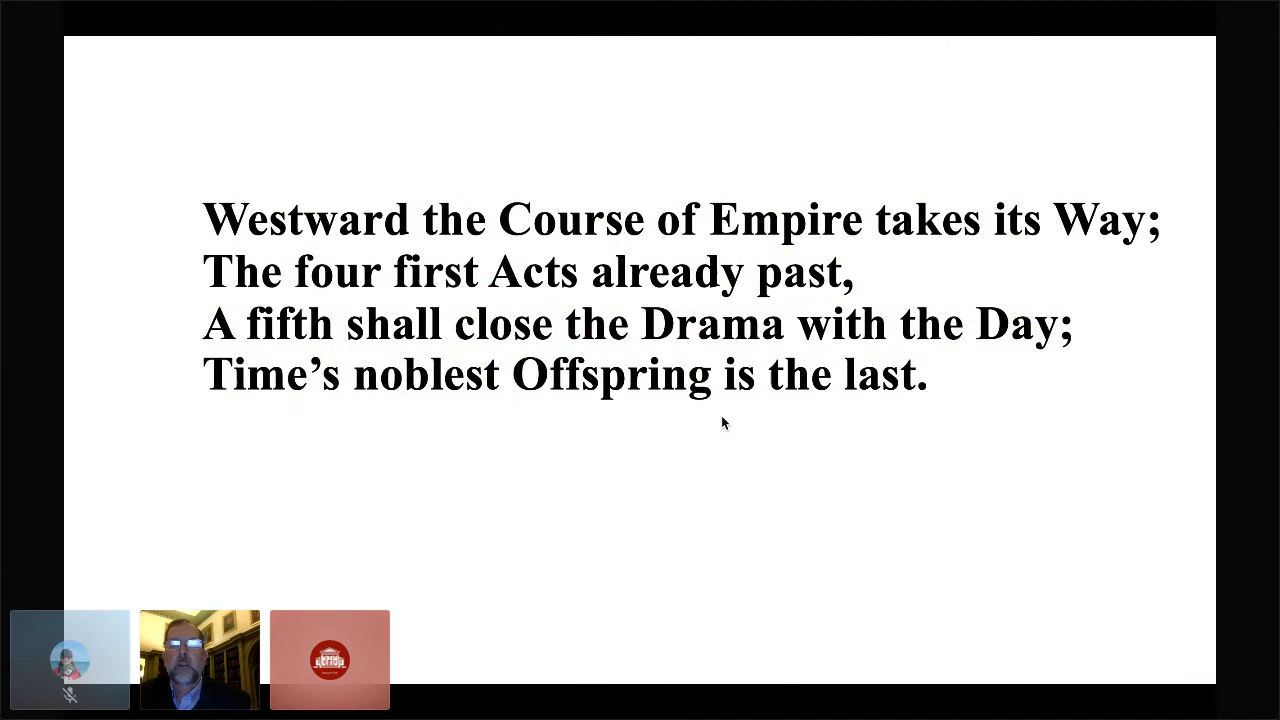 Westward the Course of Empire takes its Way;
The four first Acts already past,
A fifth shall close the Drama with the Day;
Time’s noblest Offspring is the last.